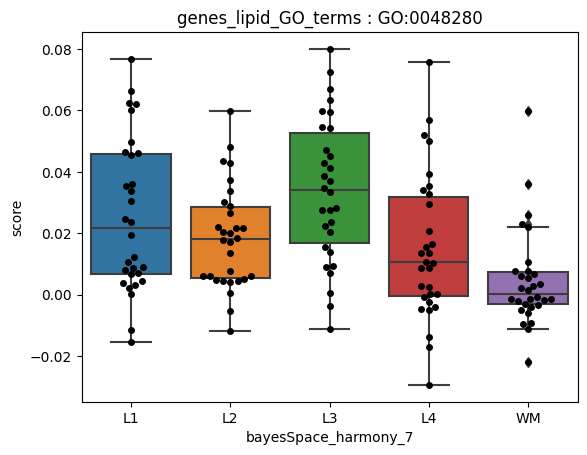 genes_lipid_GO_terms : GO:0048280
0.08
0.06
0.04
0.02
0.00
−0.02
score
L1 L2 L3 L4 WM
bayesSpace_harmony_7